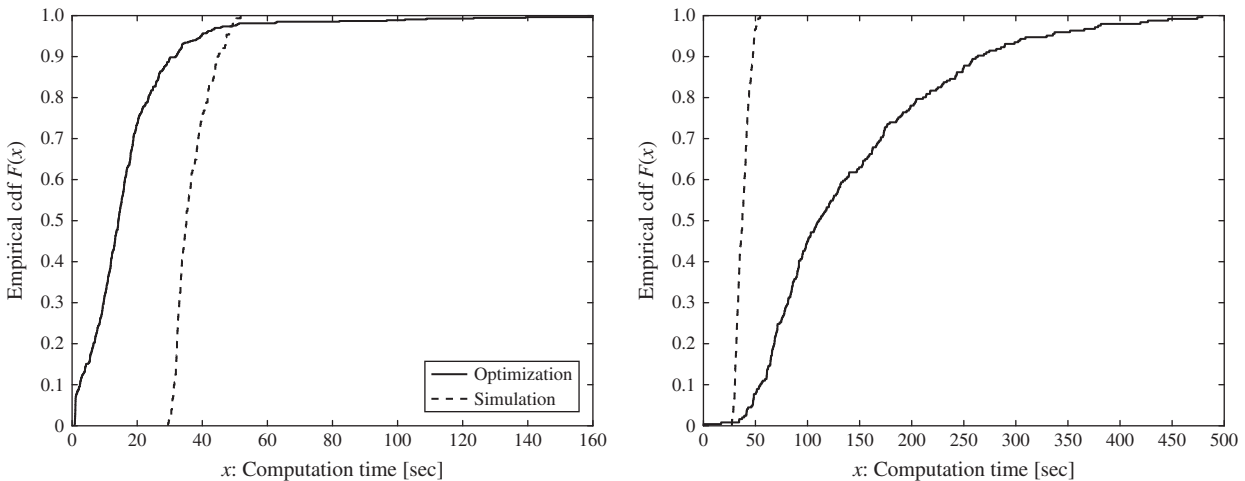 1.0
0.9
0.8
0.7
0.6
0.5
0.4
0.3
0.2
0.1
0
Empirical cdf F(x)
Optimization
Simulation
0 20 40 60 80 100 120 140 160
x: Computation time [sec]
1.0
0.9
0.8
0.7
0.6
0.5
0.4
0.3
0.2
0.1
0
Empirical cdf F(x)
0 50 100 150 200 250 300 350 400 450 500
x: Computation time [sec]